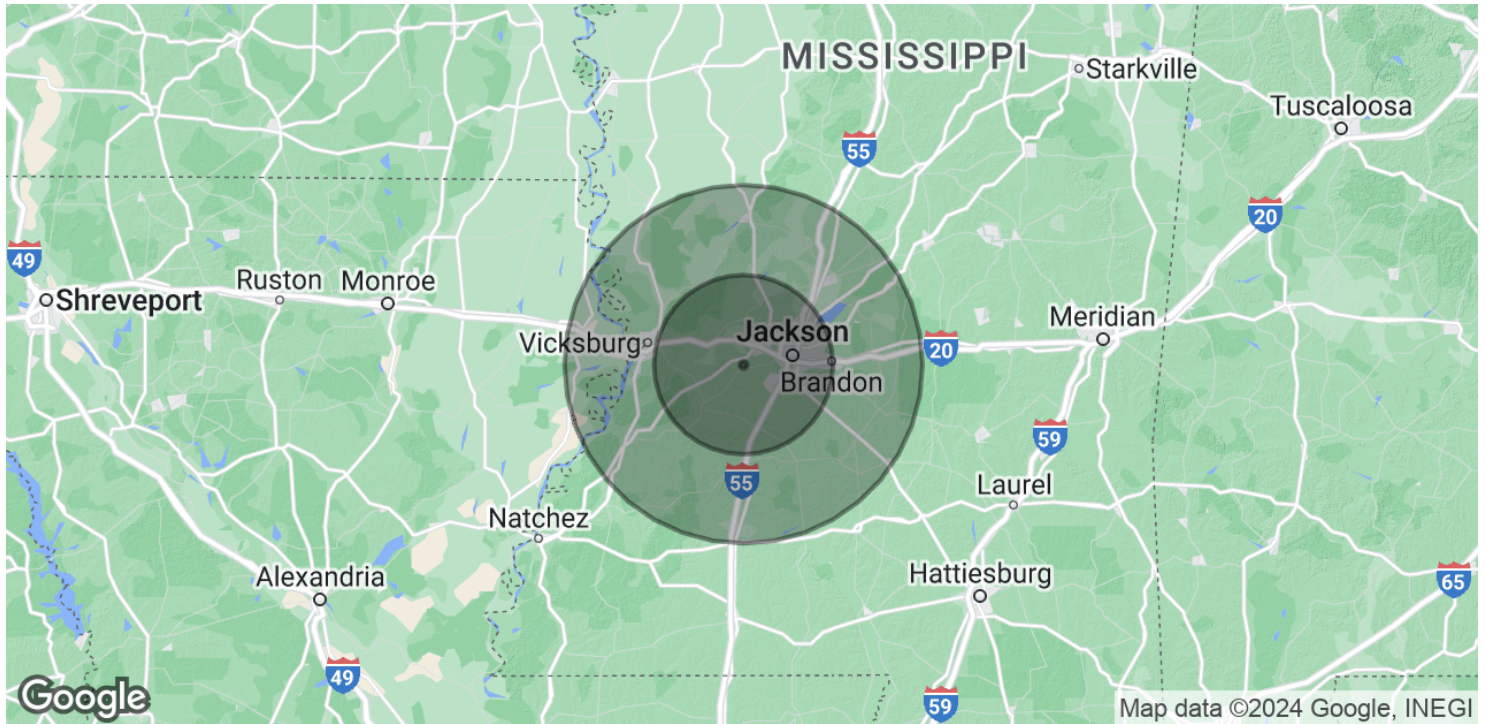 MISSISSIPPI
Starkville
Tuscaloosa
55
20
49
Ruston
Monroe
Shreveport
Vicksburg
Jackson
Brandon
20
Meridian
59
55
Laurel
Natchez
Alexandria
Hattiesburg
65
49
59
Google
Map data ©2024 Google, INEGI